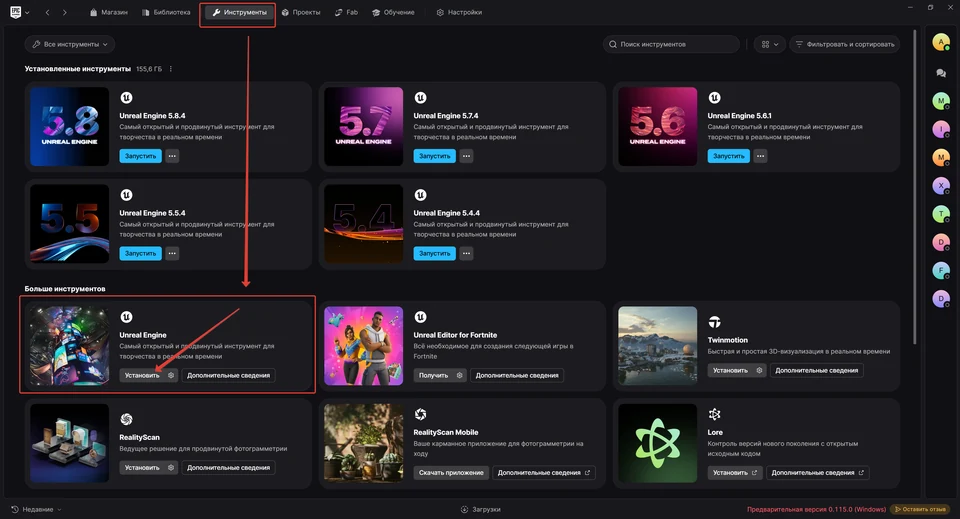 EPIC
Магазин
Библиотека
Инструменты
Проекты
Fab
Обучение
Настройки
Все инструменты
Поиск инструментов
Фильтровать и сортировать
Установленные инструменты 155,6 ГБ
5.8
UNREAL ENGINE
Unreal Engine 5.8.4
Самый открытый и продвинутый инструмент для
творчества в реальном времени
Запустить
5.7
UNREAL ENGINE
Unreal Engine 5.7.4
Самый открытый и продвинутый инструмент для
творчества в реальном времени
Запустить
5.6
UNREAL ENGINE
Unreal Engine 5.6.1
Самый открытый и продвинутый инструмент для
творчества в реальном времени
Запустить
5.5
Unreal Engine 5.5.4
Самый открытый и продвинутый инструмент для
творчества в реальном времени
Запустить
5.4
Unreal Engine 5.4.4
Самый открытый и продвинутый инструмент для
творчества в реальном времени
Запустить
Больше инструментов
Unreal Engine
Самый открытый и продвинутый инструмент для
творчества в реальном времени
Установить
Дополнительные сведения
Unreal Editor for Fortnite
Всё необходимое для создания следующей игры в
Fortnite
Получить
Дополнительные сведения
Twinmotion
Быстрая и простая 3D-визуализация в реальном времени
Установить
Дополнительные сведения
RealityScan
Ведущее решение для продвинутой фотограмметрии
Установить
Дополнительные сведения
RealityScan Mobile
Ваше карманное приложение для фотограмметрии на
ходу
Скачать приложение
Дополнительные сведения
Lore
Контроль версий нового поколения с открытым
исходным кодом
Установить
Дополнительные сведения
A
M
I
M
X
T
D
F
D
Недавние
Загрузки
Предварительная версия 0.115.0 (Windows)
Оставить отзыв